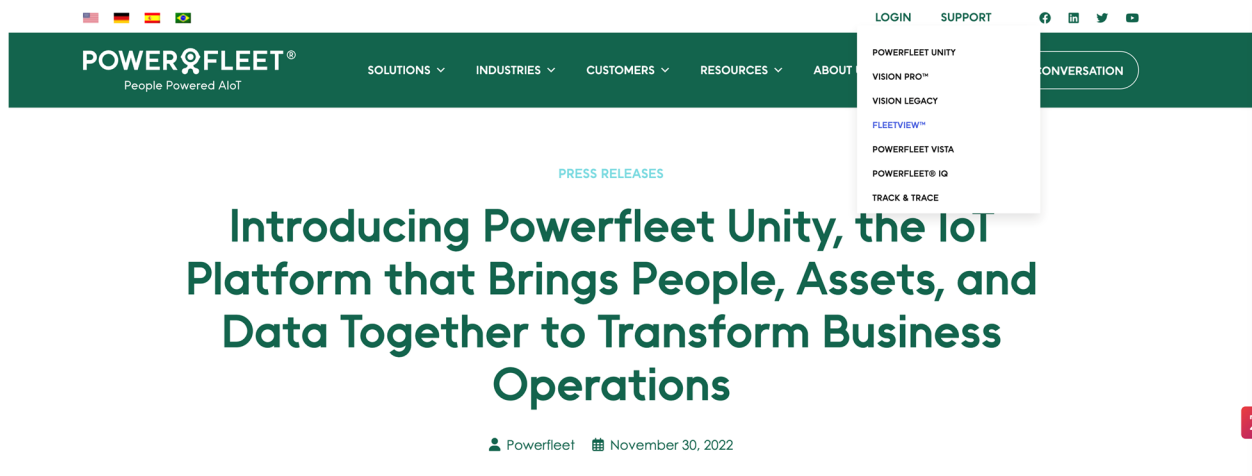 LOGIN SUPPORT
POWERFLEET®
People Powered AIoT
SOLUTIONS INDUSTRIES CUSTOMERS RESOURCES ABOUT CONVERSATION
POWERFLEET UNITY
VISION PRO™
VISION LEGACY
FLEETVIEW™
POWERFLEET VISTA
POWERFLEET® IQ
TRACK & TRACE
PRESS RELEASES
Introducing Powerfleet Unity, the IoT
Platform that Brings People, Assets, and
Data Together to Transform Business
Operations
Powerfleet November 30, 2022